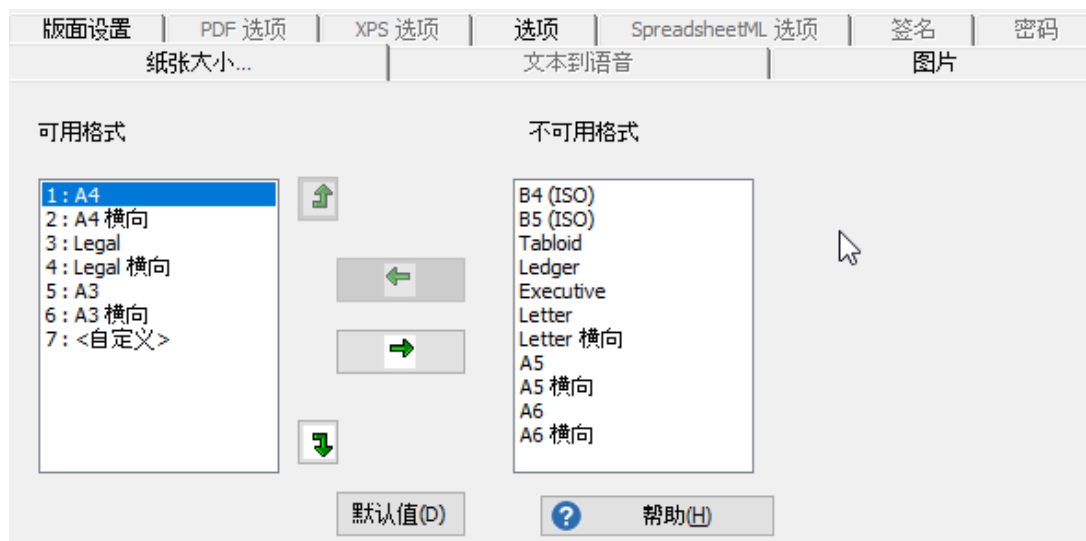 版面设置 PDF 选项 XPS 选项 选项 SpreadsheetML 选项 签名 密码
纸张大小... 文本到语音 图片
可用格式
1 : A4
2 : A4 横向
3 : Legal
4 : Legal 横向
5 : A3
6 : A3 横向
7 : <自定义>
不可用格式
B4 (ISO)
B5 (ISO)
Tabloid
Ledger
Executive
Letter
Letter 横向
A5
A5 横向
A6
A6 横向
默认值(D) 帮助(H)